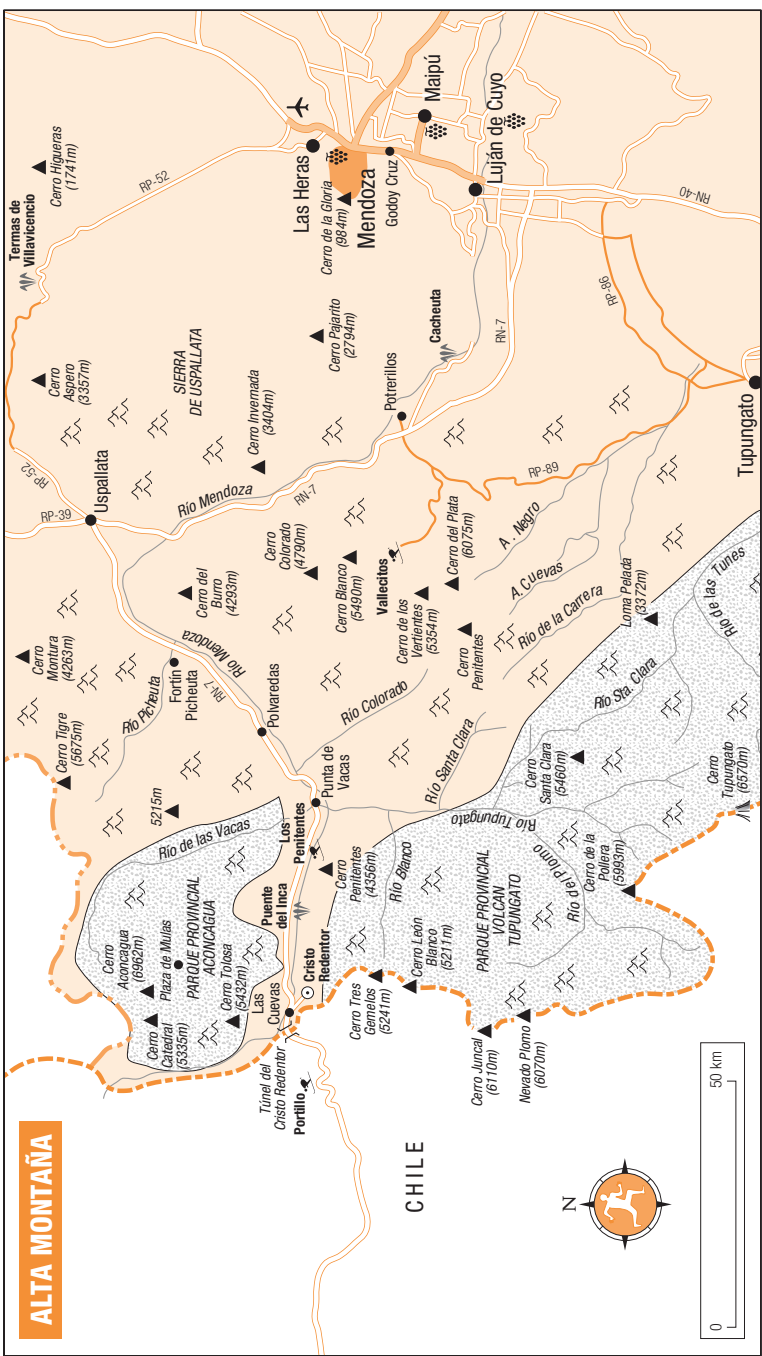 ALTA MONTAÑA
CHILE
N
0
50 km
Túnel del
Cristo Redentor
Portillo
Las
Cuevas
Cristo
Redentor
Puente
del Inca
Los
Penitentes
Cerro
Penitentes
(4356m)
Punta de
Vacas
Polvaredas
Cerro
Catedral
(5335m)
Cerro
Aconcagua
(6962m)
Plaza de Mulas
PARQUE PROVINCIAL
ACONCAGUA
Cerro Tolosa
(5432m)
Río de las Vacas
5215m
Cerro Tigre
(5675m)
Cerro
Montura
(4263m)
Río Picheuta
Fortín
Picheuta
Río Mendoza
RN-7
Cerro del
Burro
(4293m)
RP-39
Uspallata
RP-52
Cerro
Aspero
(3357m)
SIERRA
DE USPALLATA
Termas de
Villavicencio
Cerro Higueras
(1741m)
RP-52
Río Mendoza
RN-7
Cerro Invernada
(3404m)
Cerro Pajarito
(2794m)
Cerro
Colorado
(4790m)
Cerro Blanco
(5490m)
Vallecitos
Cerro de los
Vertientes
(5354m)
Cerro del Plata
(6075m)
Cerro
Penitentes
Río Colorado
Río Santa Clara
Río Blanco
Río Tupungato
Cerro Tres
Gemelos
(5241m)
Cerro León
Blanco
(5211m)
PARQUE PROVINCIAL
VOLCAN
TUPUNGATO
Cerro Juncal
(6110m)
Nevado Plomo
(6070m)
Río del Plomo
Cerro de la
Pollera
(5993m)
Cerro
Tupungato
(6570m)
Cerro
Santa Clara
(5460m)
Río Sta. Clara
Loma Pelada
(3372m)
Río de las Tunes
Río de la Carrera
A.Cuevas
A. Negro
RP-89
Potrerillos
Cacheuta
RN-7
RP-86
Tupungato
RN-40
Las Heras
Cerro de la Gloria
(984m)
Mendoza
Godoy Cruz
Maipú
Luján de Cuyo